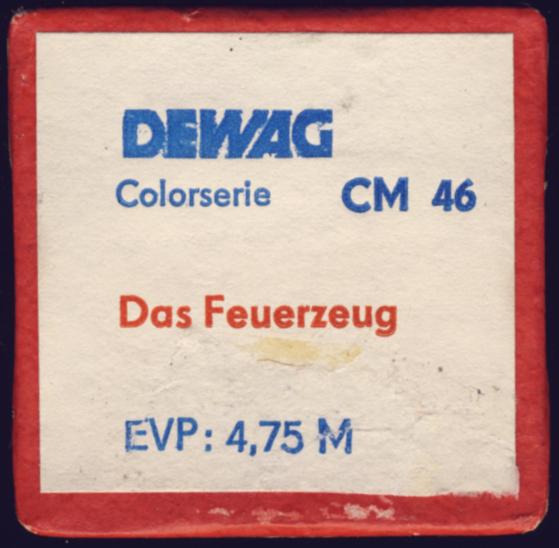 DEWAG
Colorserie CM 46
Das Feuerzeug
EVP: 4,75 M